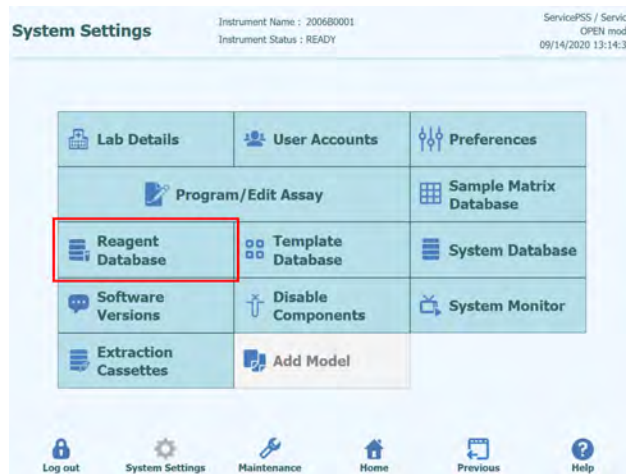 System Settings
Instrument Name : 200680001
Instrument Status : READY
ServicePSS / Servic
OPEN mod
09/14/2020 13:14:3
Lab Details
User Accounts
Preferences
Program/Edit Assay
Sample Matrix
Database
Reagent
Database
Template
Database
System Database
Software
Versions
Disable
Components
System Monitor
Extraction
Cassettes
Add Model
Log out
System Settings
Maintenance
Home
Previous
Help